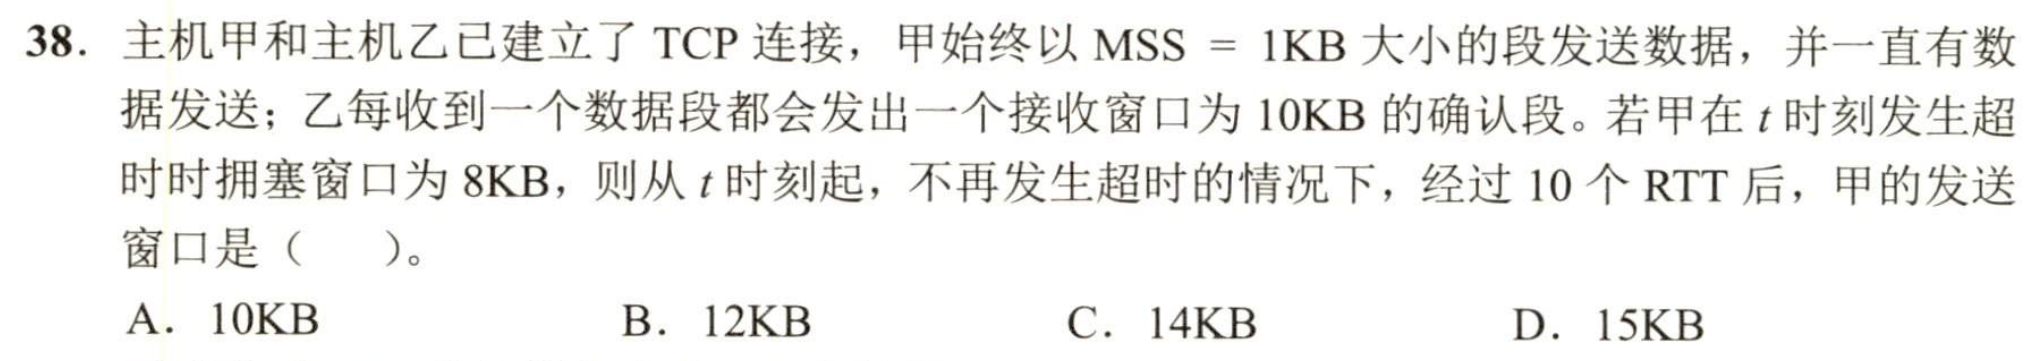 38. 主机甲和主机乙已建立了 TCP 连接，甲始终以 MSS = 1KB 大小的段发送数据，并一直有数
据发送；乙每收到一个数据段都会发出一个接收窗口为 10KB 的确认段。若甲在 t 时刻发生超
时时拥塞窗口为 8KB，则从 t 时刻起，不再发生超时的情况下，经过 10 个 RTT 后，甲的发送
窗口是（ ）。
A. 10KB B. 12KB C. 14KB D. 15KB